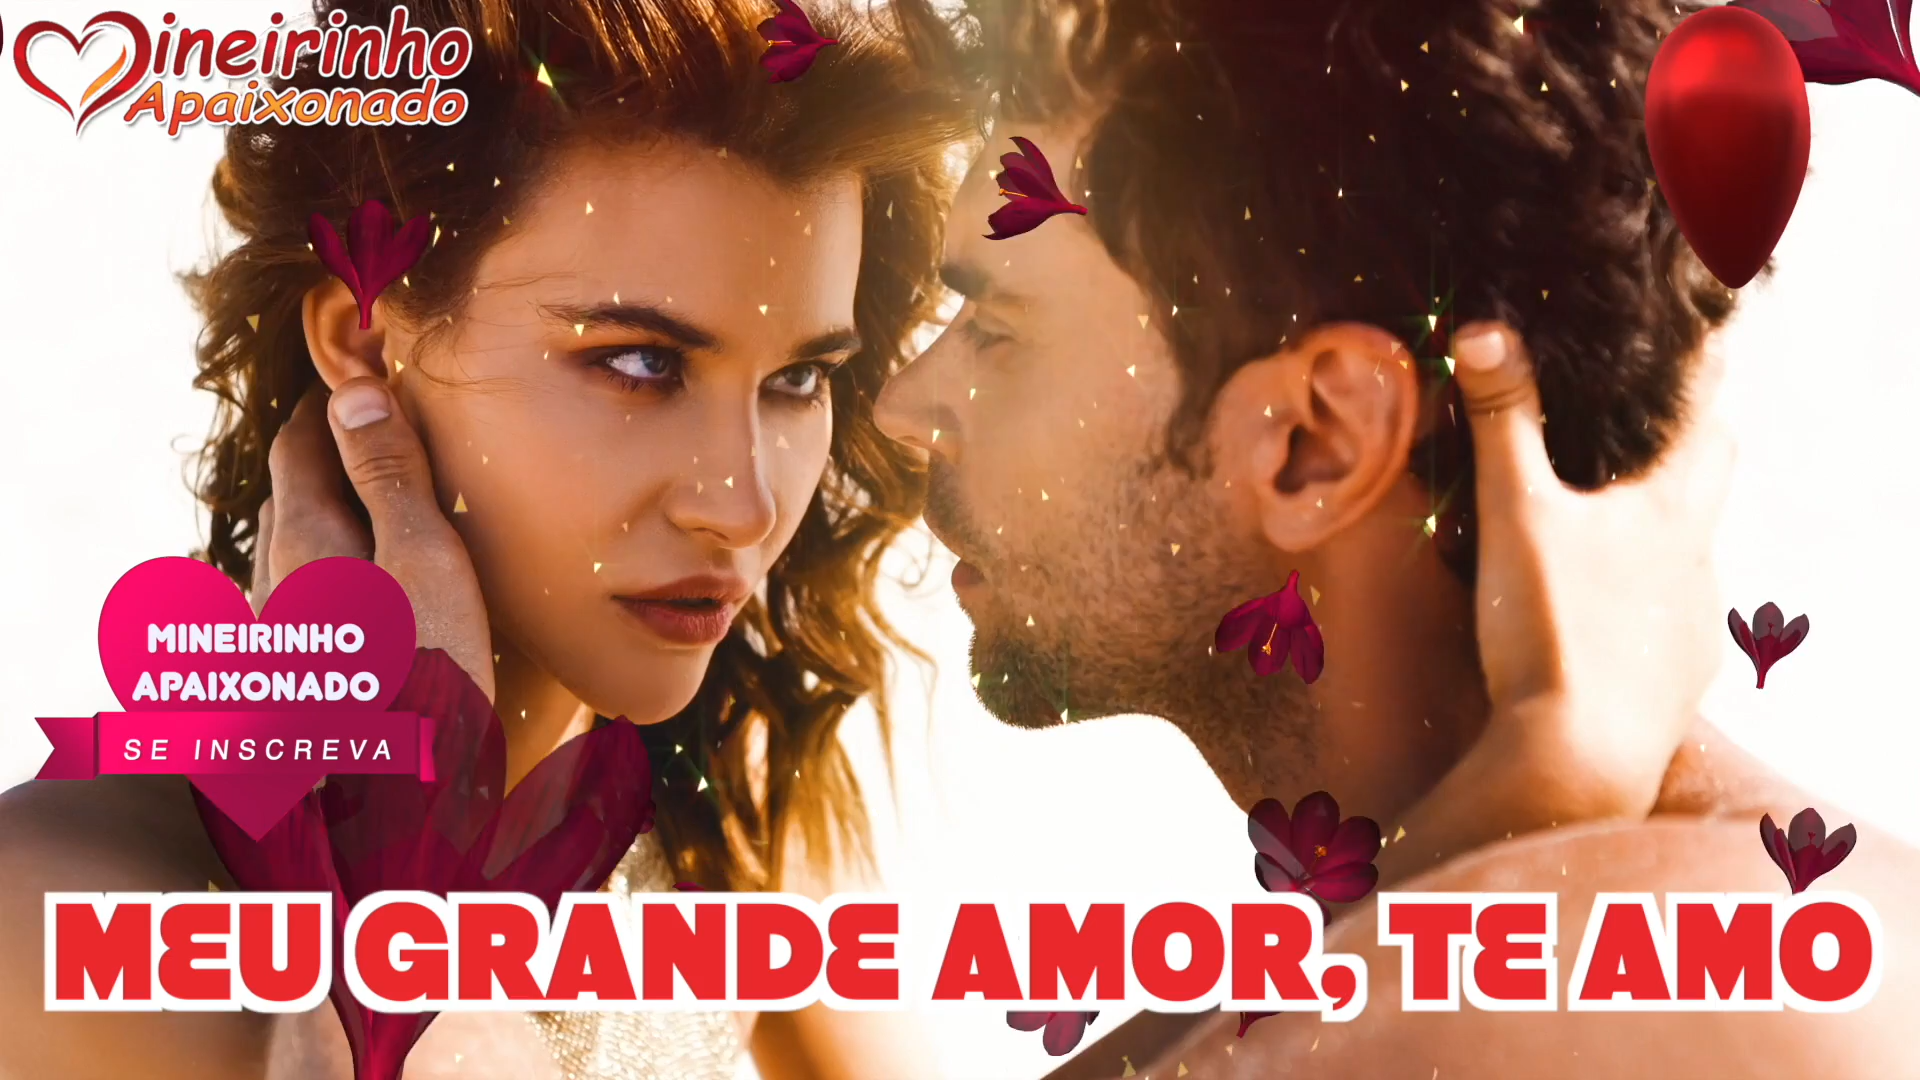 Mineirinho
Apaixonado
MINEIRINHO
APAIXONADO
SE INSCREVA
MEU GRANDE AMOR, TE AMO